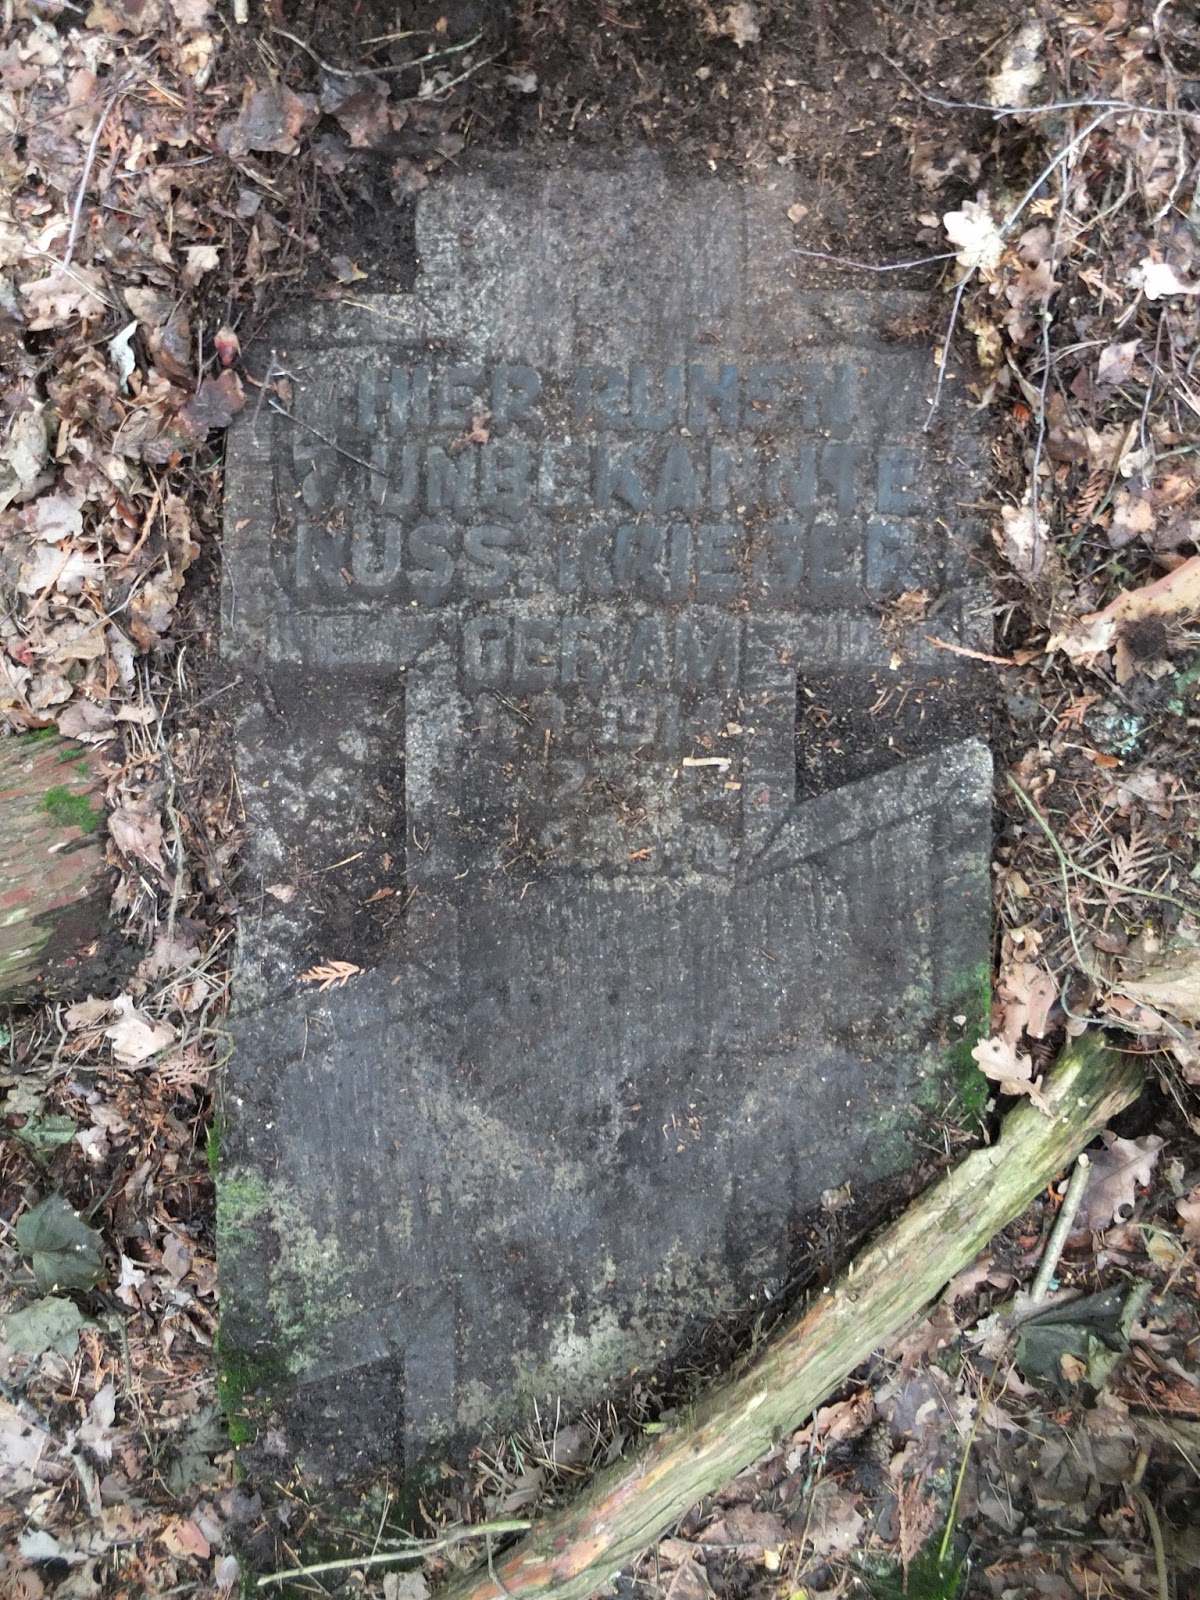 HIER RUHEN
7 UNBEKANNTE
RUSS. KRIEGER
GEF. AM